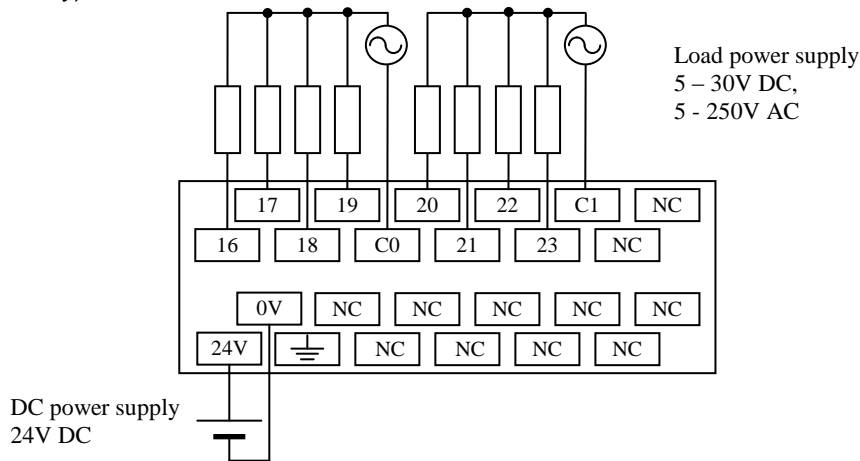 Load power supply
5 – 30V DC,
5 - 250V AC
17 19 20 22 C1 NC
16 18 C0 21 23 NC
0V NC NC NC NC NC
24V NC NC NC NC
DC power supply
24V DC